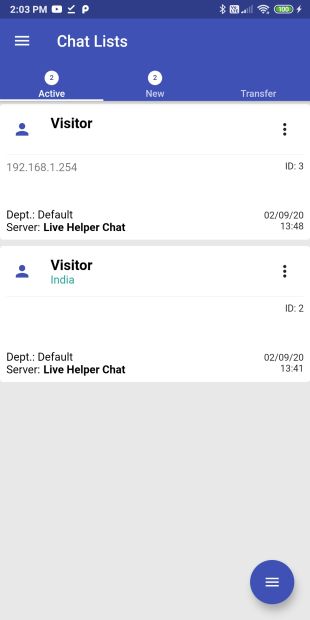 2:03 PM
100
Chat Lists
2
2
Active
New
Transfer
Visitor
192.168.1.254
ID: 3
Dept.: Default
02/09/20
Server: Live Helper Chat
13:48
Visitor
India
ID: 2
Dept.: Default
02/09/20
Server: Live Helper Chat
13:41